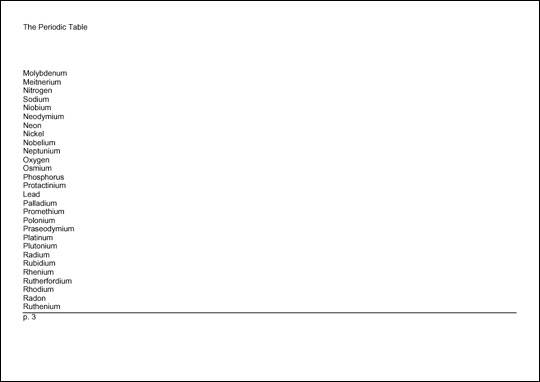 The Periodic Table
Molybdenum
Meitnerium
Nitrogen
Sodium
Niobium
Neodymium
Neon
Nickel
Nobelium
Neptunium
Oxygen
Osmium
Phosphorus
Protactinium
Lead
Palladium
Promethium
Polonium
Praseodymium
Platinum
Plutonium
Radium
Rubidium
Rhenium
Rutherfordium
Rhodium
Radon
Ruthenium
p. 3